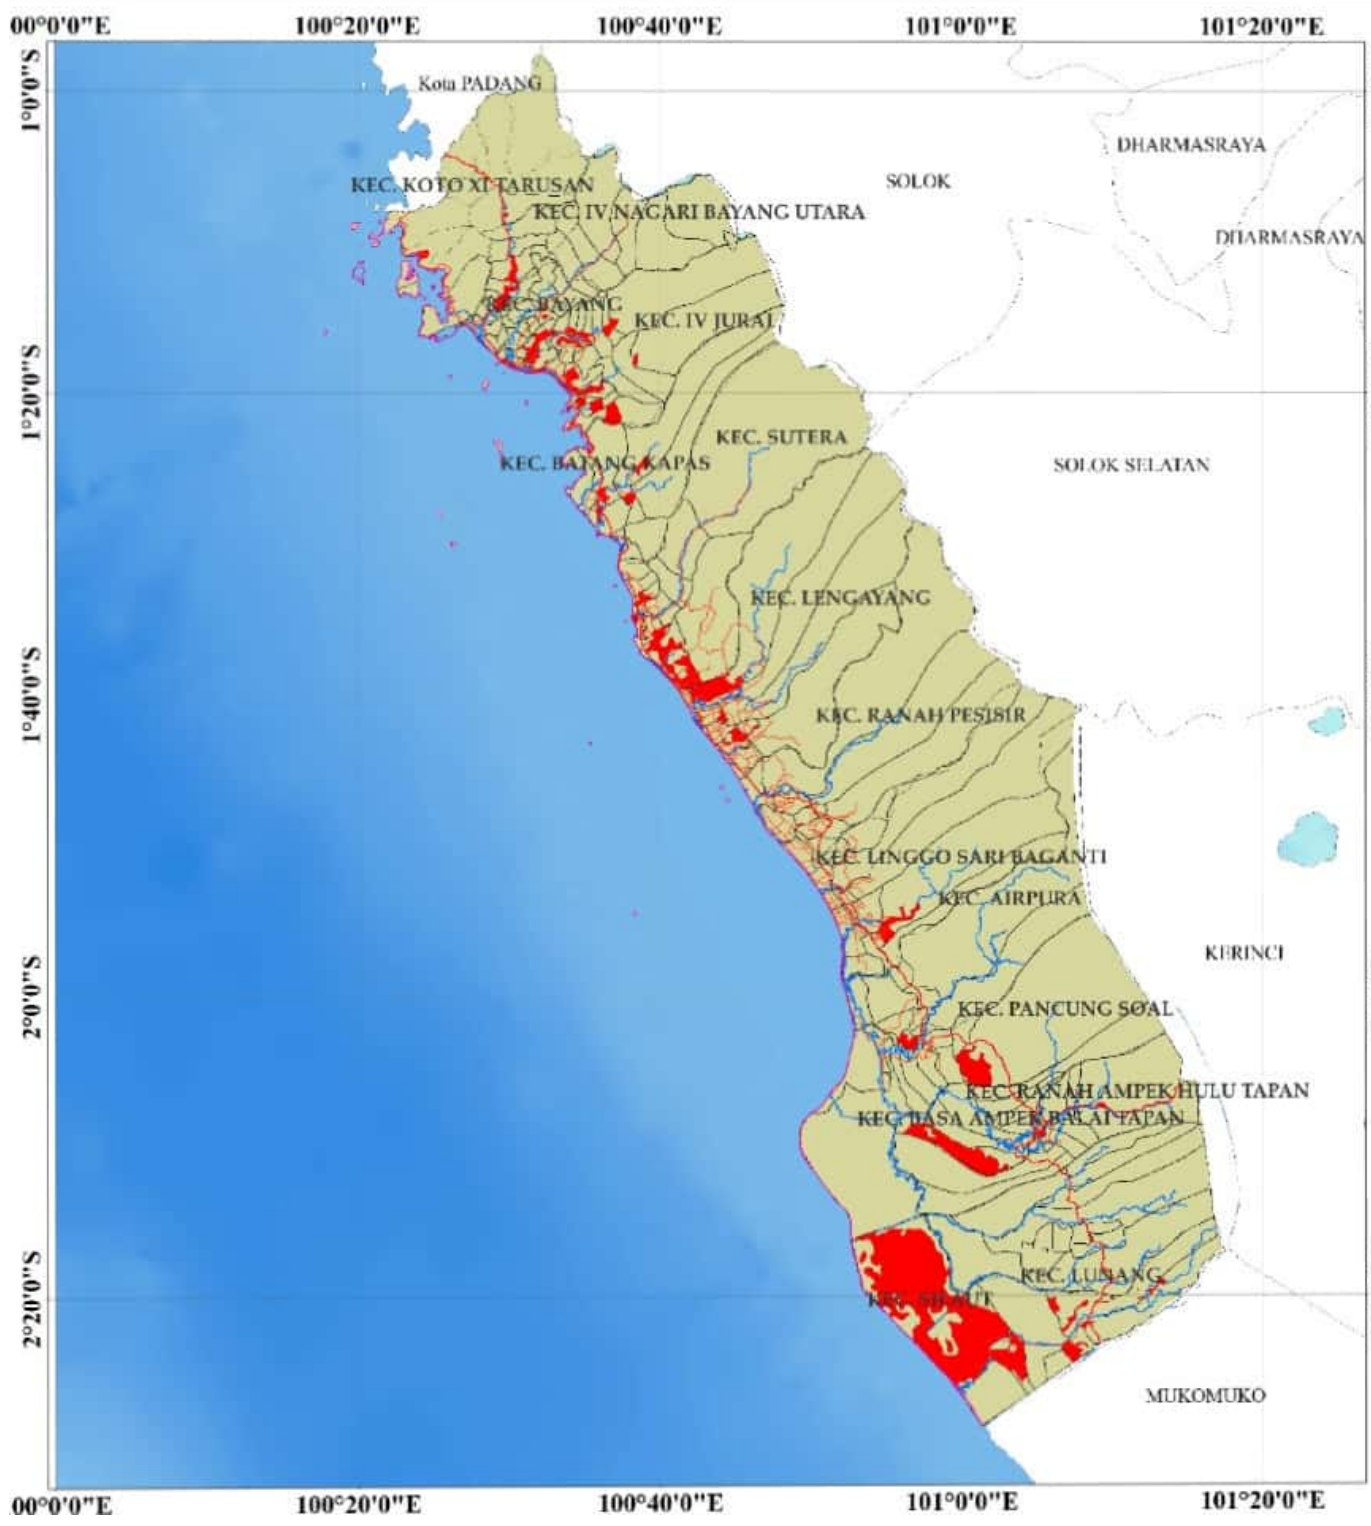 00°0'0"E 100°20'0"E 100°40'0"E 101°0'0"E 101°20'0"E
1°0'0"S
Kota PADANG
DHARMASRAYA
SOLOK
KEC. KOTO XI TARUSAN
KEC. IV NAGARI BAYANG UTARA
DHARMASRAYA
KEC. BAYANG
KEC. IV JURAI
1°20'0"S
KEC. SUTERA
KEC. BATANG KAPAS
SOLOK SELATAN
KEC. LENGAYANG
1°40'0"S
KEC. RANAH PESISIR
KEC. LINGGO SARI BAGANTI
KEC. AIRPURA
KERINCI
2°0'0"S
KEC. PANCUNG SOAL
KEC. RANAH AMPEK HULU TAPAN
KEC. BASA AMPEK BALAI TAPAN
KEC. LUNANG
2°20'0"S
KEC. SILAUT
MUKOMUKO
00°0'0"E 100°20'0"E 100°40'0"E 101°0'0"E 101°20'0"E